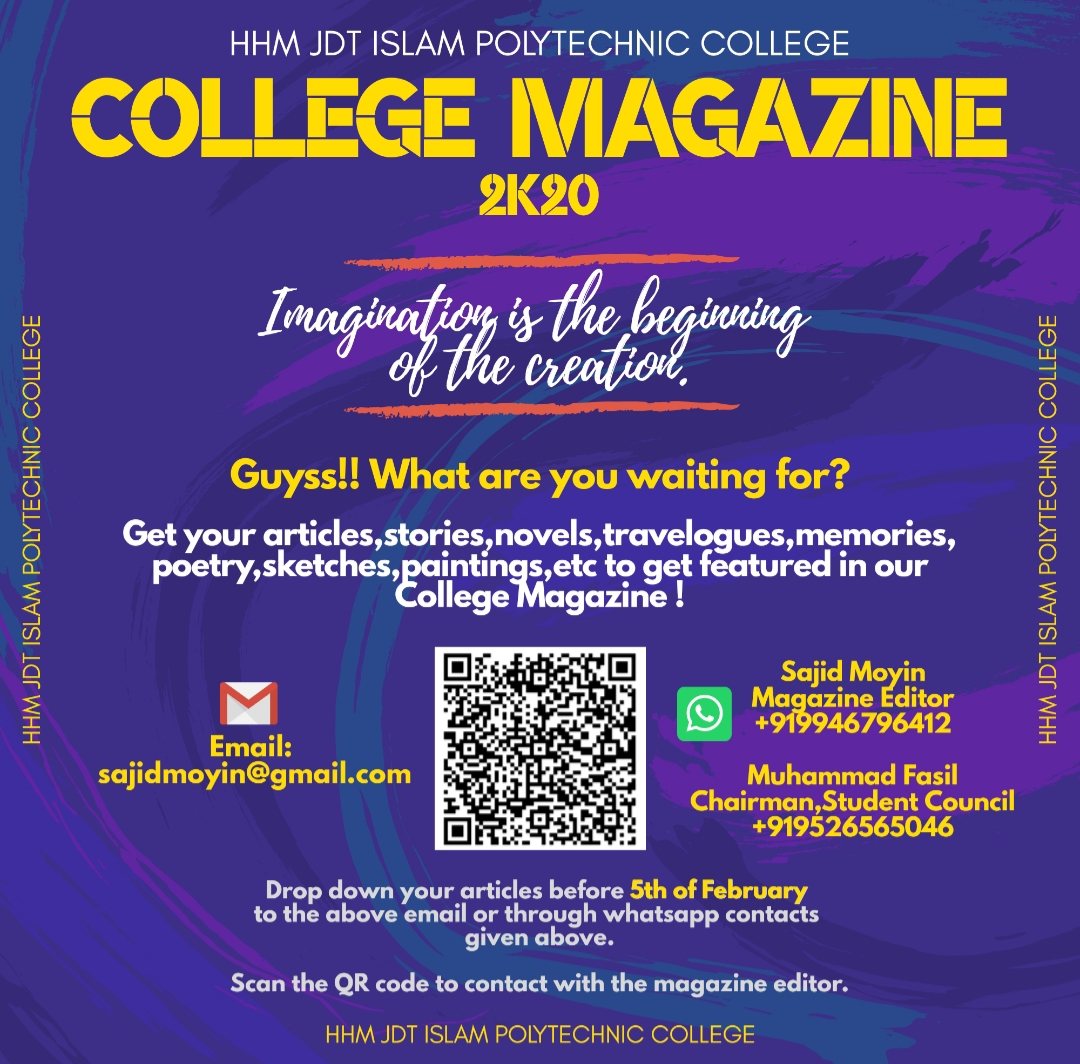 HHM JDT ISLAM POLYTECHNIC COLLEGE
COLLEGE MAGAZINE
2K20
Imagination is the beginning
of the creation.
Guyss!! What are you waiting for?
Get your articles,stories,novels,travelogues,memories,
poetry,sketches,paintings,etc to get featured in our
College Magazine !
Email:
sajidmoyin@gmail.com
Sajid Moyin
Magazine Editor
+919946796412
Muhammad Fasil
Chairman,Student Council
+919526565046
Drop down your articles before 5th of February
to the above email or through whatsapp contacts
given above.
Scan the QR code to contact with the magazine editor.
HHM JDT ISLAM POLYTECHNIC COLLEGE
HHM JDT ISLAM POLYTECHNIC COLLEGE
HHM JDT ISLAM POLYTECHNIC COLLEGE